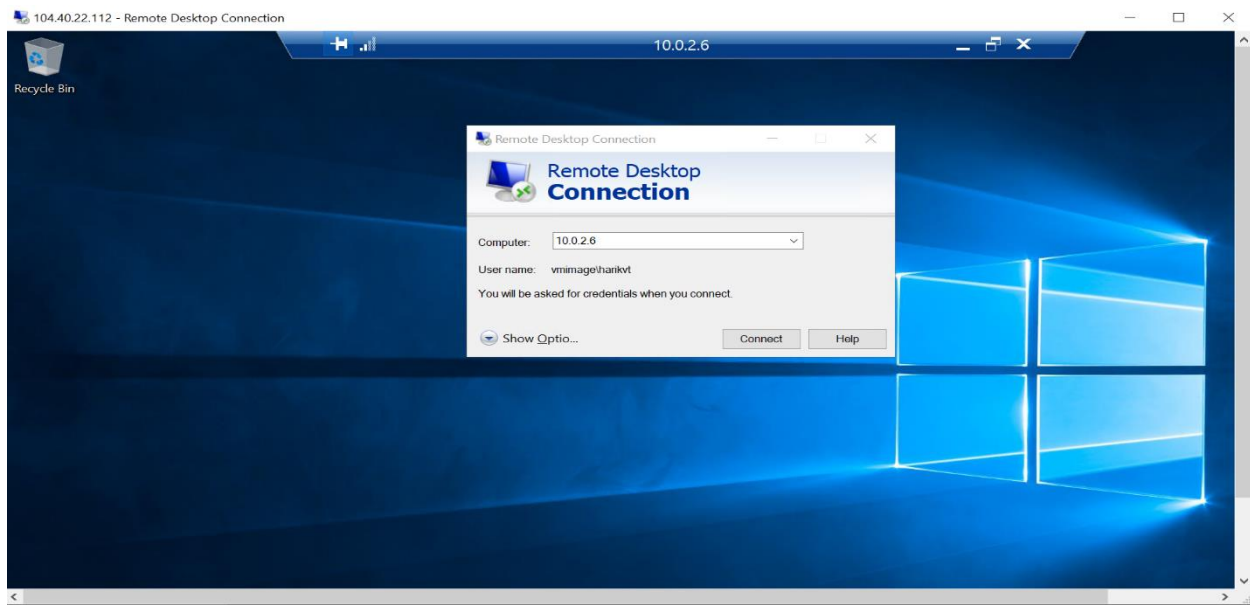 104.40.22.112 - Remote Desktop Connection
10.0.2.6
Recycle Bin
Remote Desktop Connection
Remote Desktop
Connection
Computer: 10.0.2.6
User name: vmimage\harikvt
You will be asked for credentials when you connect.
Show Optio... Connect Help